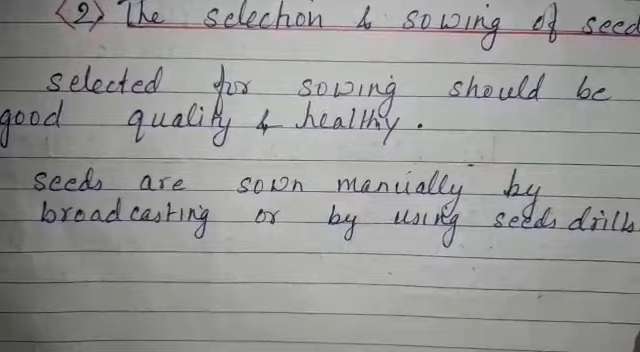 <2> The selection & sowing of seed
selected for sowing should be
good quality & healthy.
seeds are sown manually by
broadcasting or by using seeds drills